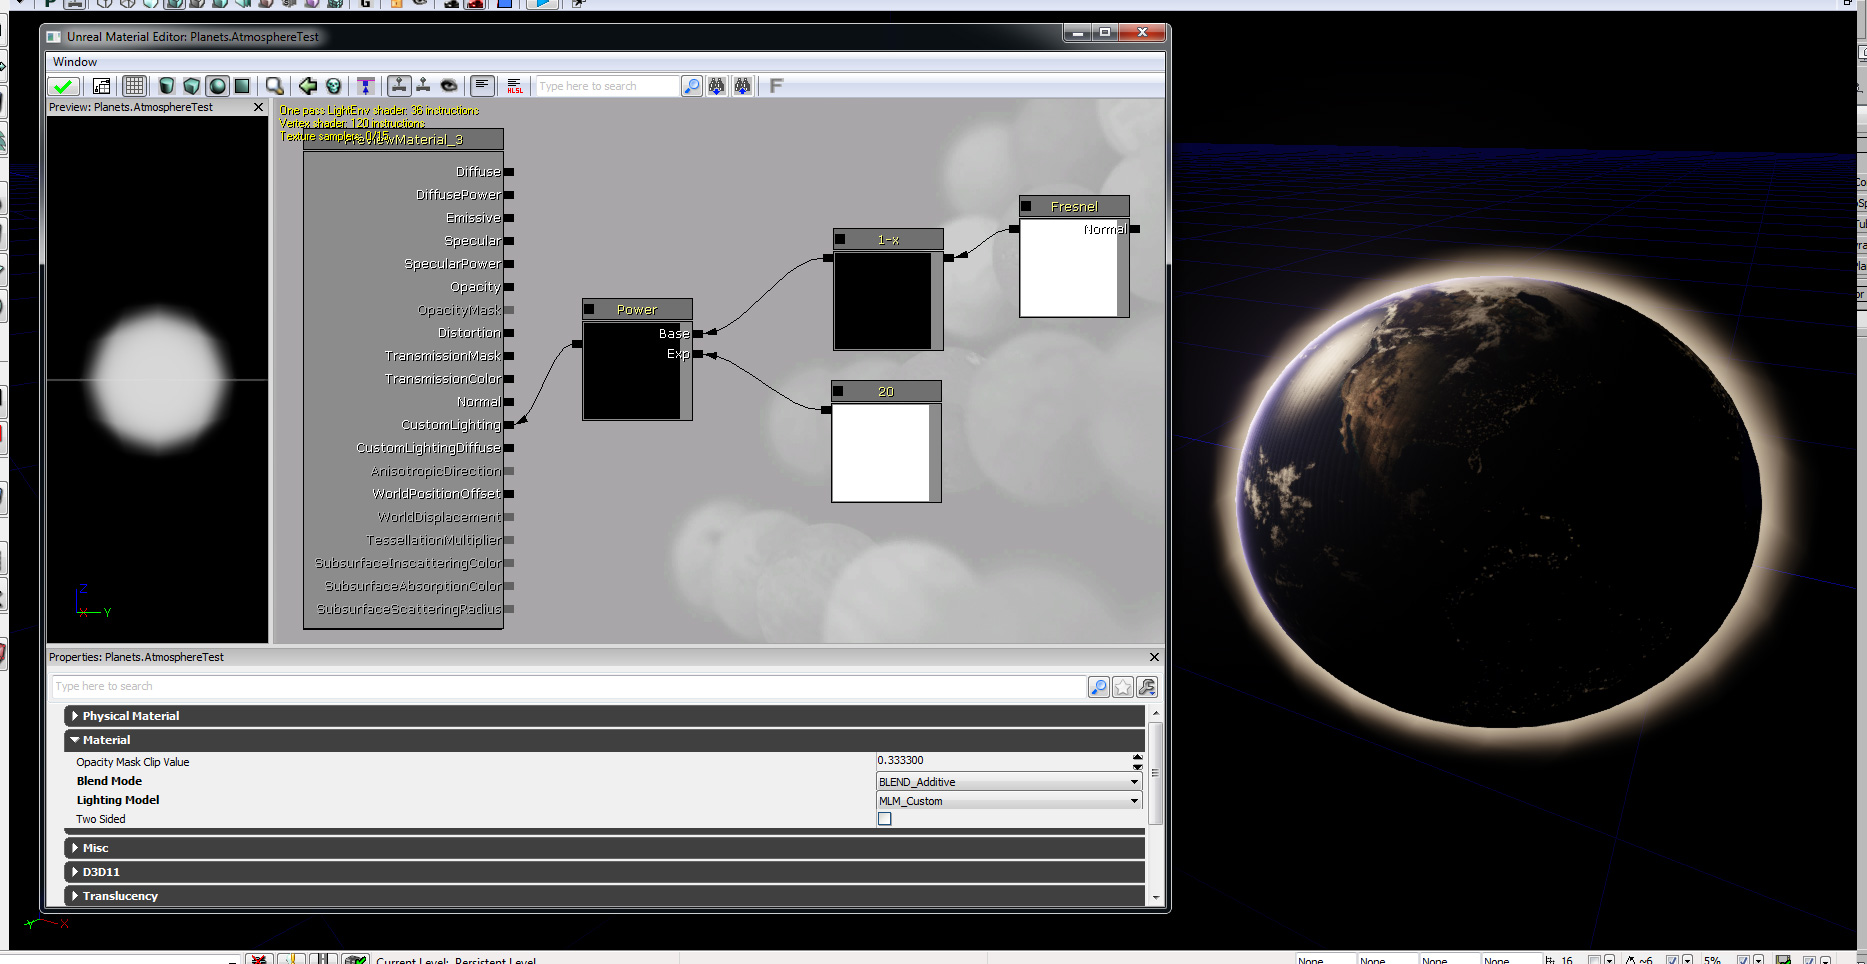 Unreal Material Editor: Planets.AtmosphereTest
Window
Type here to search
HLSL
F
Preview: Planets.AtmosphereTest
One pass LightEnv shader: 36 instructions
Vertex shader: 120 instructions
Texture samplers: 0/15
PreviewMaterial_3
Diffuse
DiffusePower
Emissive
Specular
SpecularPower
Opacity
OpacityMask
Distortion
TransmissionMask
TransmissionColor
Normal
CustomLighting
CustomLightingDiffuse
AnisotropicDirection
WorldPositionOffset
WorldDisplacement
TessellationMultiplier
SubsurfaceInscatteringColor
SubsurfaceAbsorptionColor
SubsurfaceScatteringRadius
Power
Base
Exp
1-x
20
Fresnel
Normal
Z
X Y
Properties: Planets.AtmosphereTest
Type here to search
Physical Material
Material
Opacity Mask Clip Value 0.333300
Blend Mode BLEND_Additive
Lighting Model MLM_Custom
Two Sided
Misc
D3D11
Translucency
Y X
Current Level: Persistent Level
None None None None 16 ~6 5%